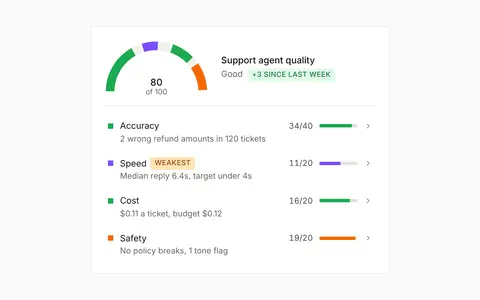 80
of 100
Support agent quality
Good +3 SINCE LAST WEEK
Accuracy 34/40
2 wrong refund amounts in 120 tickets
Speed WEAKEST 11/20
Median reply 6.4s, target under 4s
Cost 16/20
$0.11 a ticket, budget $0.12
Safety 19/20
No policy breaks, 1 tone flag